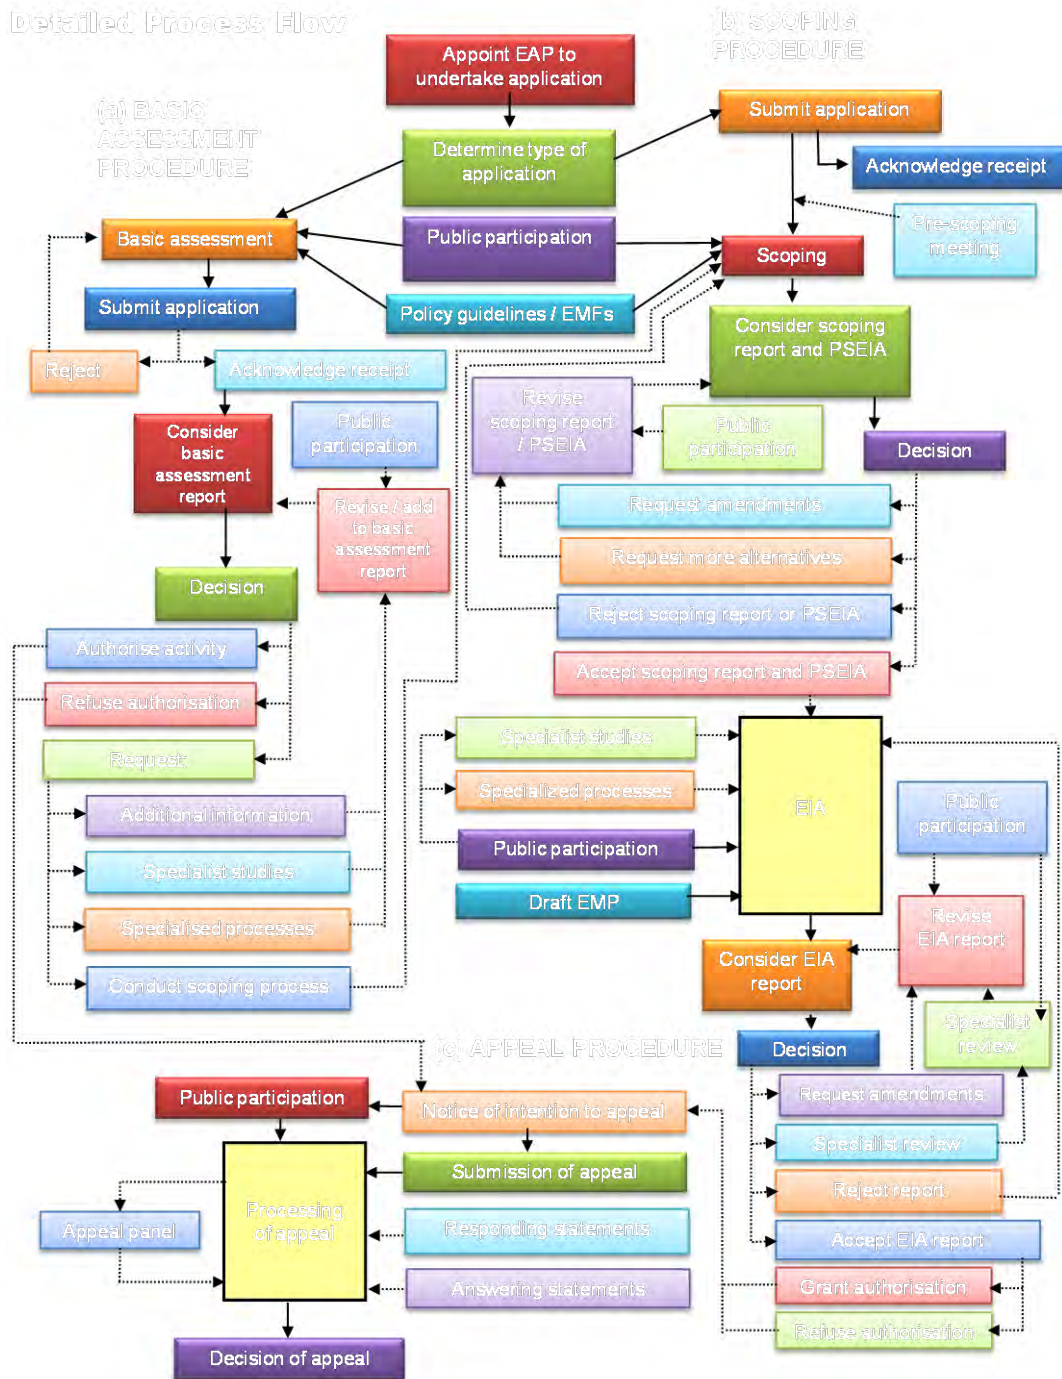 Detailed Process Flow
(b) SCOPING
PROCEDURE
Appoint EAP to
undertake application
(a) BASIC
ASSESSMENT
PROCEDURE
Submit application
Determine type of
application
Acknowledge receipt
Basic assessment
Public participation
Pre-scoping
meeting
Scoping
Submit application
Policy guidelines / EMFs
Consider scoping
report and PSEIA
Reject
Acknowledge receipt
Revise
scoping report
/ PSEIA
Public
participation
Consider
basic
assessment
report
Public
participation
Decision
Revise / add
to basic
assessment
report
Request amendments
Request more alternatives
Decision
Reject scoping report or PSEIA
Authorise activity
Accept scoping report and PSEIA
Refuse authorisation
Request:
Specialist studies
Specialized processes
EIA
Public
participation
Additional information
Public participation
Specialist studies
Draft EMP
Revise
EIA report
Specialised processes
Consider EIA
report
Conduct scoping process
Specialist
review
(c) APPEAL PROCEDURE
Decision
Public participation
Notice of intention to appeal
Request amendments
Specialist review
Submission of appeal
Reject report
Processing
of appeal
Appeal panel
Responding statements
Accept EIA report
Answering statements
Grant authorisation
Refuse authorisation
Decision of appeal